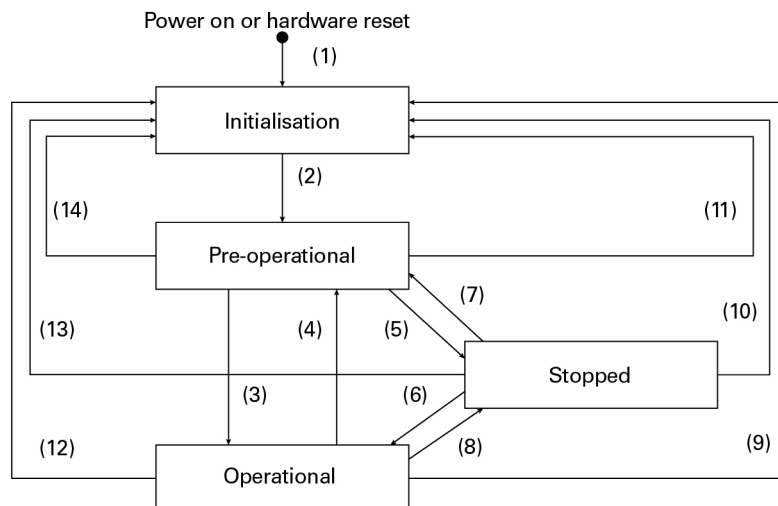 Power on or hardware reset
(1)
Initialisation
(2)
(14)
(11)
Pre-operational
(7)
(13)
(4)
(5)
(10)
Stopped
(3)
(6)
(12)
(8)
(9)
Operational